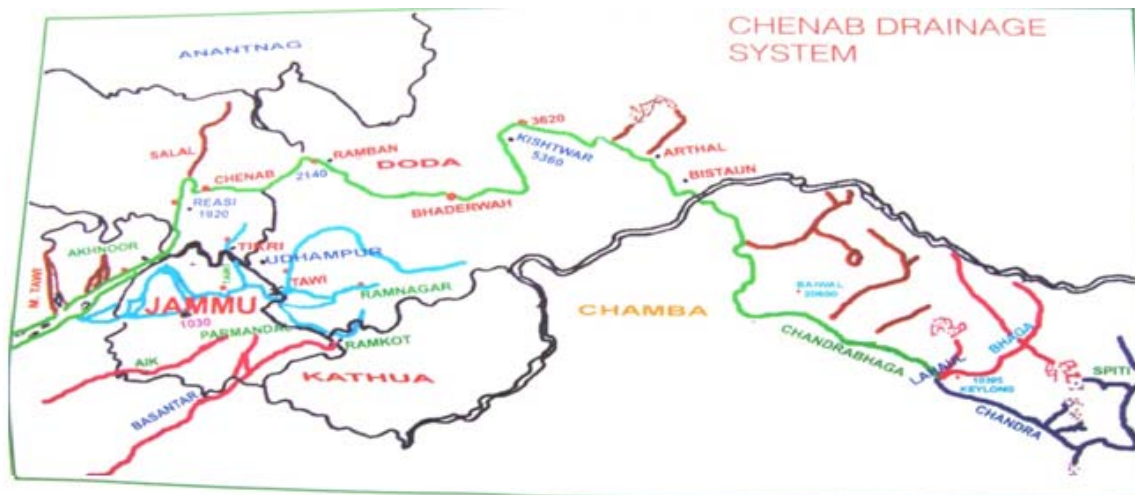 CHENAB DRAINAGE
SYSTEM
ANANTNAG
3620
KISHTWAR
5360
ARTHAL
BISTAUN
SALAL
RAMBAN
DODA
CHENAB
2140
REASI
1920
BHADERWAH
AKHNOOR
TIKRI
UDHAMPUR
M. TAWI
TAWI
RAMNAGAR
JAMMU
1030
CHAMBA
20600
PARMANDAL
RAMKOT
AIK
KATHUA
BASANTAR
CHANDRABHAGA
LAHAUL
BHAGA
KEYLONG
SPITI
CHANDRA